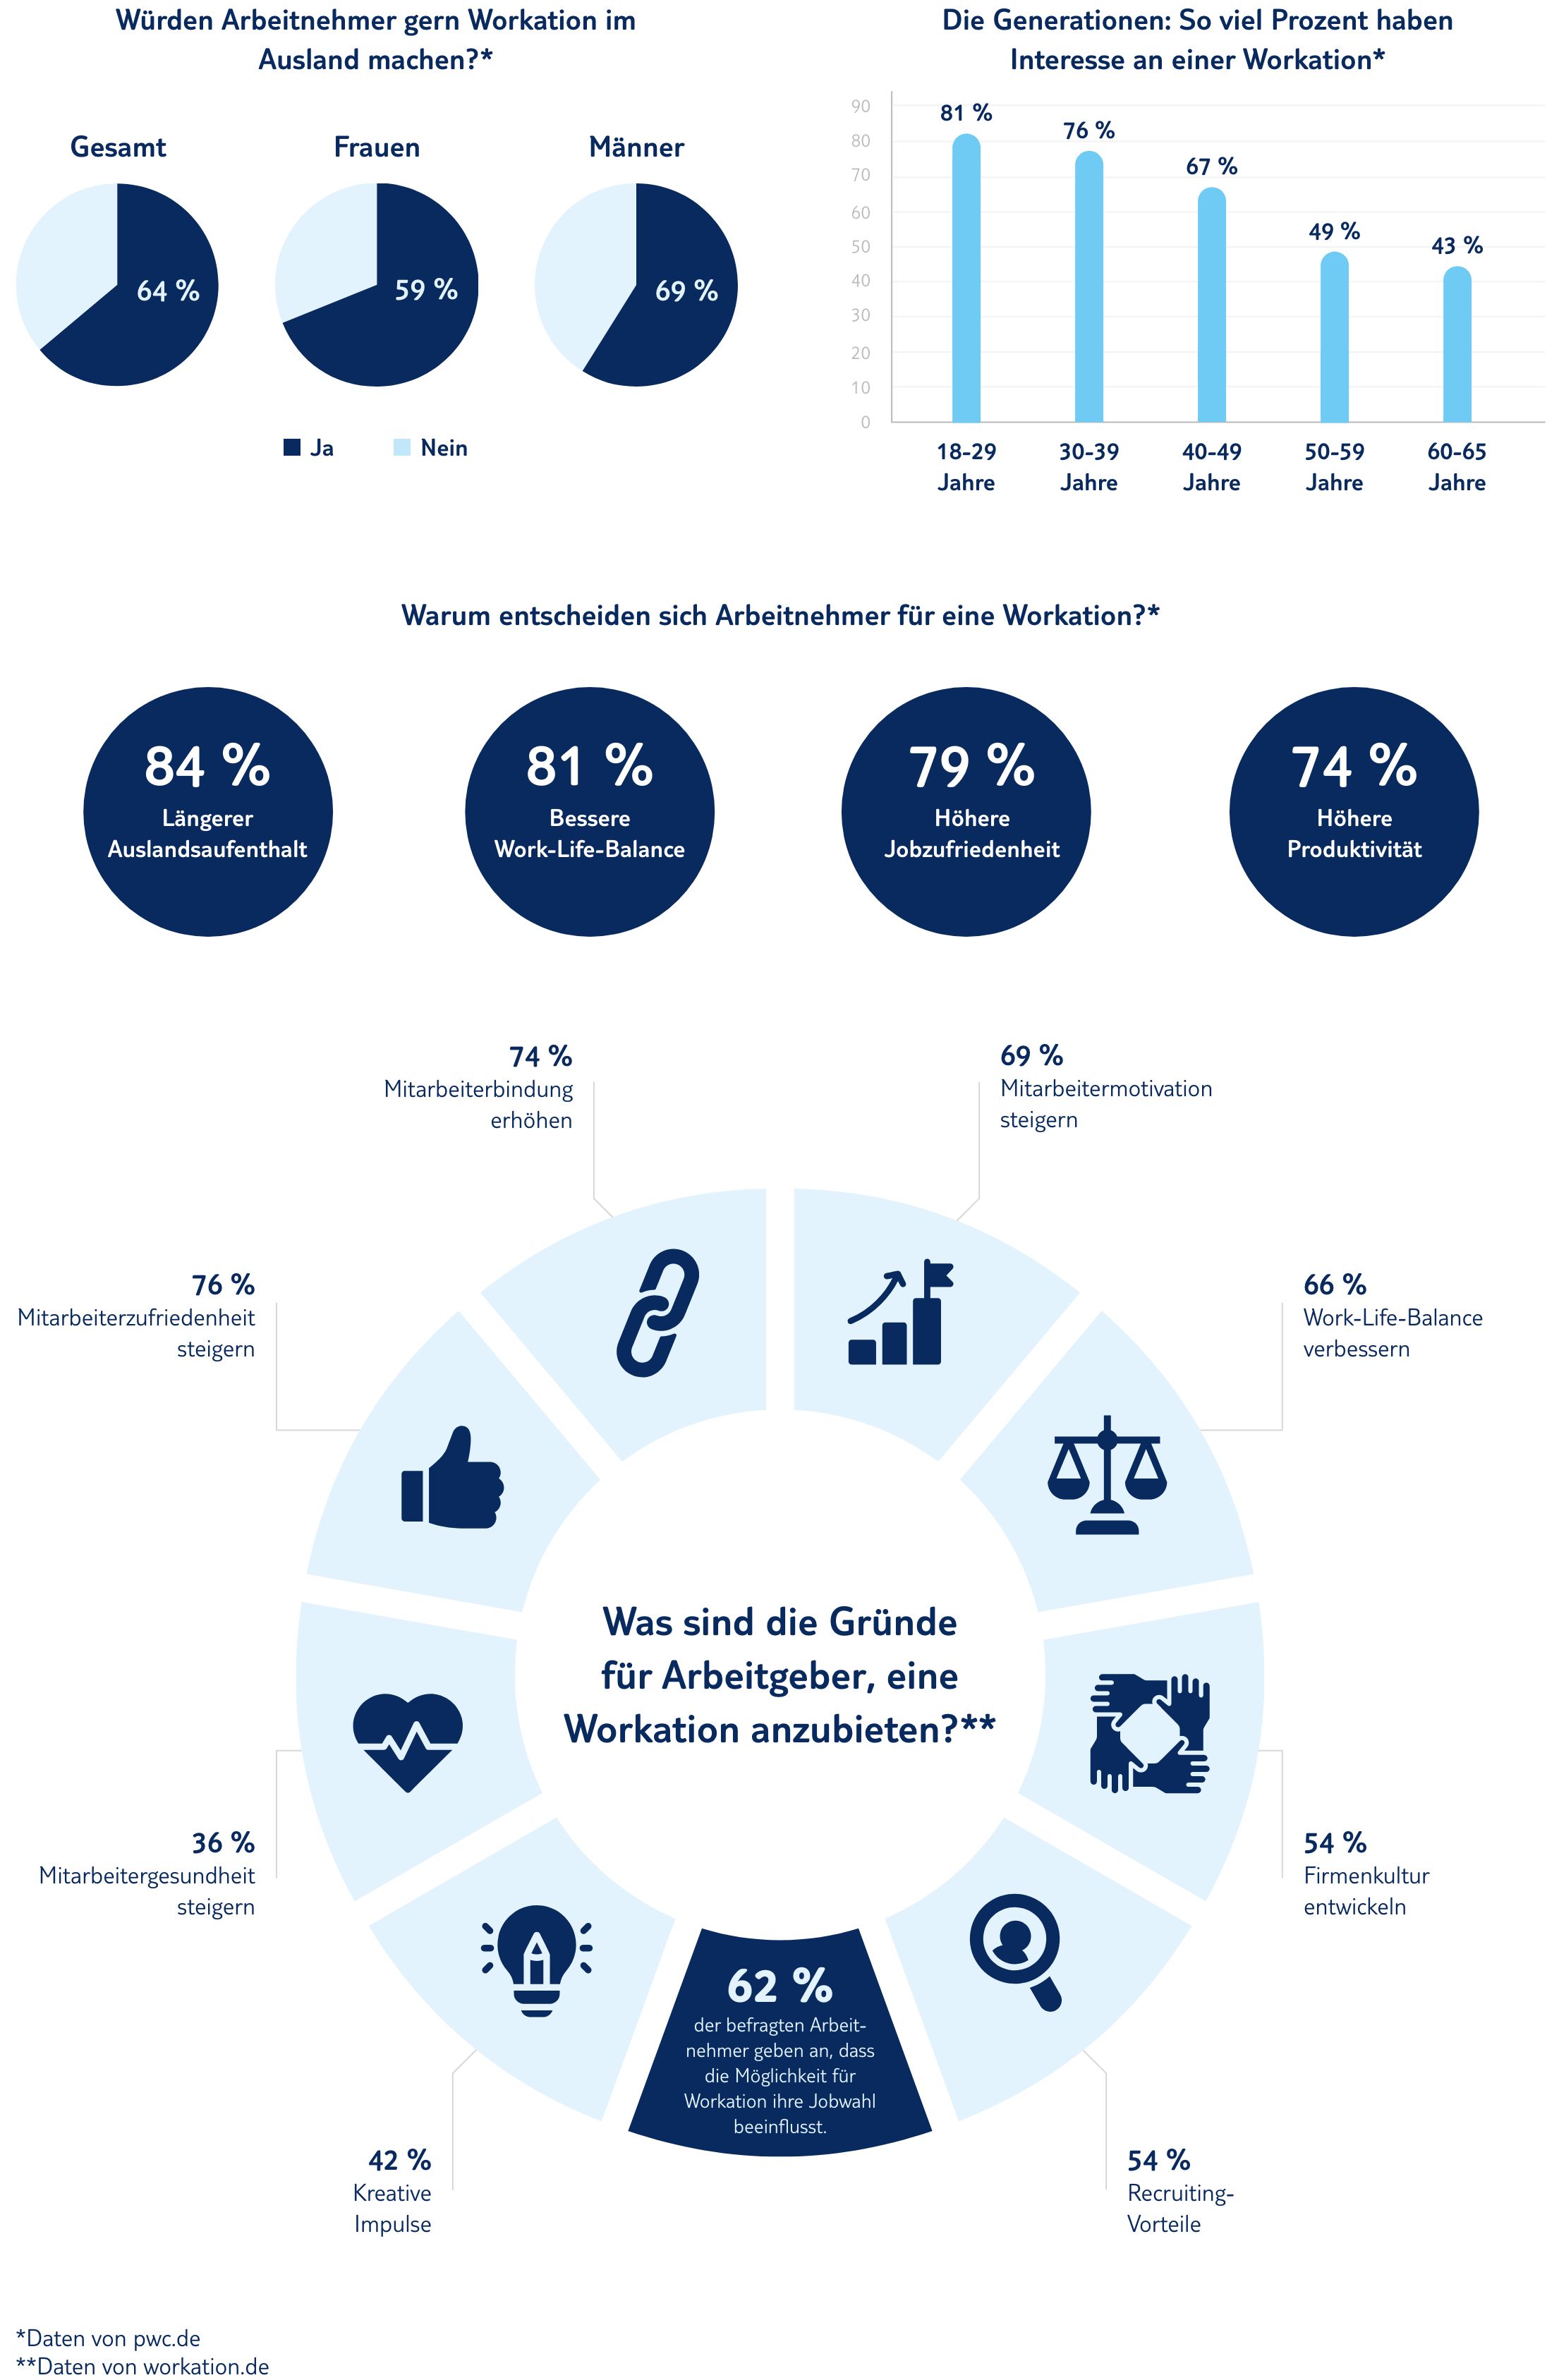 Würden Arbeitnehmer gern Workation im
Ausland machen?*
Gesamt
Frauen
Männer
64 %
59 %
69 %
Ja
Nein
Die Generationen: So viel Prozent haben
Interesse an einer Workation*
90
80
70
60
50
40
30
20
10
0
81 %
76 %
67 %
49 %
43 %
18-29
Jahre
30-39
Jahre
40-49
Jahre
50-59
Jahre
60-65
Jahre
Warum entscheiden sich Arbeitnehmer für eine Workation?*
84 %
Längerer
Auslandsaufenthalt
81 %
Bessere
Work-Life-Balance
79 %
Höhere
Jobzufriedenheit
74 %
Höhere
Produktivität
74 %
Mitarbeiterbindung
erhöhen
69 %
Mitarbeitermotivation
steigern
76 %
Mitarbeiterzufriedenheit
steigern
66 %
Work-Life-Balance
verbessern
Was sind die Gründe
für Arbeitgeber, eine
Workation anzubieten?**
36 %
Mitarbeitergesundheit
steigern
54 %
Firmenkultur
entwickeln
62 %
der befragten Arbeit-
nehmer geben an, dass
die Möglichkeit für
Workation ihre Jobwahl
beeinflusst.
42 %
Kreative
Impulse
54 %
Recruiting-
Vorteile
*Daten von pwc.de
**Daten von workation.de